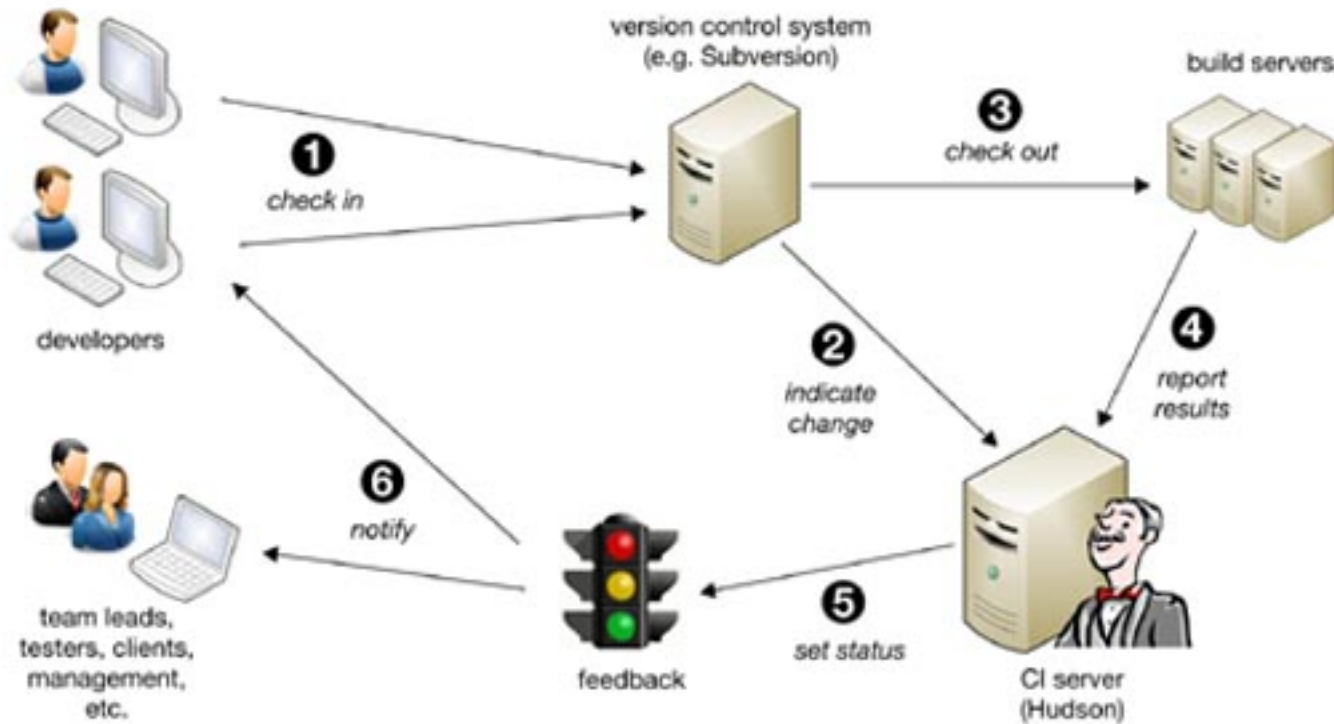 version control system
(e.g. Subversion)
build servers
1
check in
3
check out
developers
2
indicate
change
4
report
results
6
notify
team leads,
testers, clients,
management,
etc.
feedback
5
set status
CI server
(Hudson)